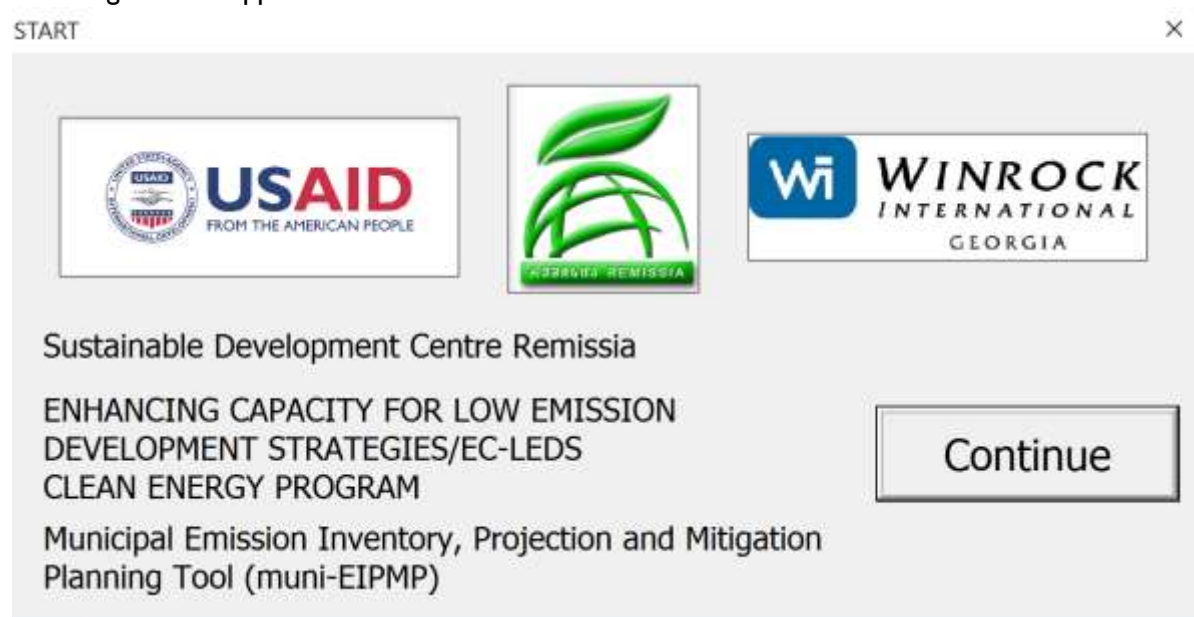 START
USAID
USAID
FROM THE AMERICAN PEOPLE
REMISSIA
Wi
WINROCK
INTERNATIONAL
GEORGIA
Sustainable Development Centre Remissia
ENHANCING CAPACITY FOR LOW EMISSION
DEVELOPMENT STRATEGIES/EC-LEDS
CLEAN ENERGY PROGRAM
Continue
Municipal Emission Inventory, Projection and Mitigation
Planning Tool (muni-EIPMP)